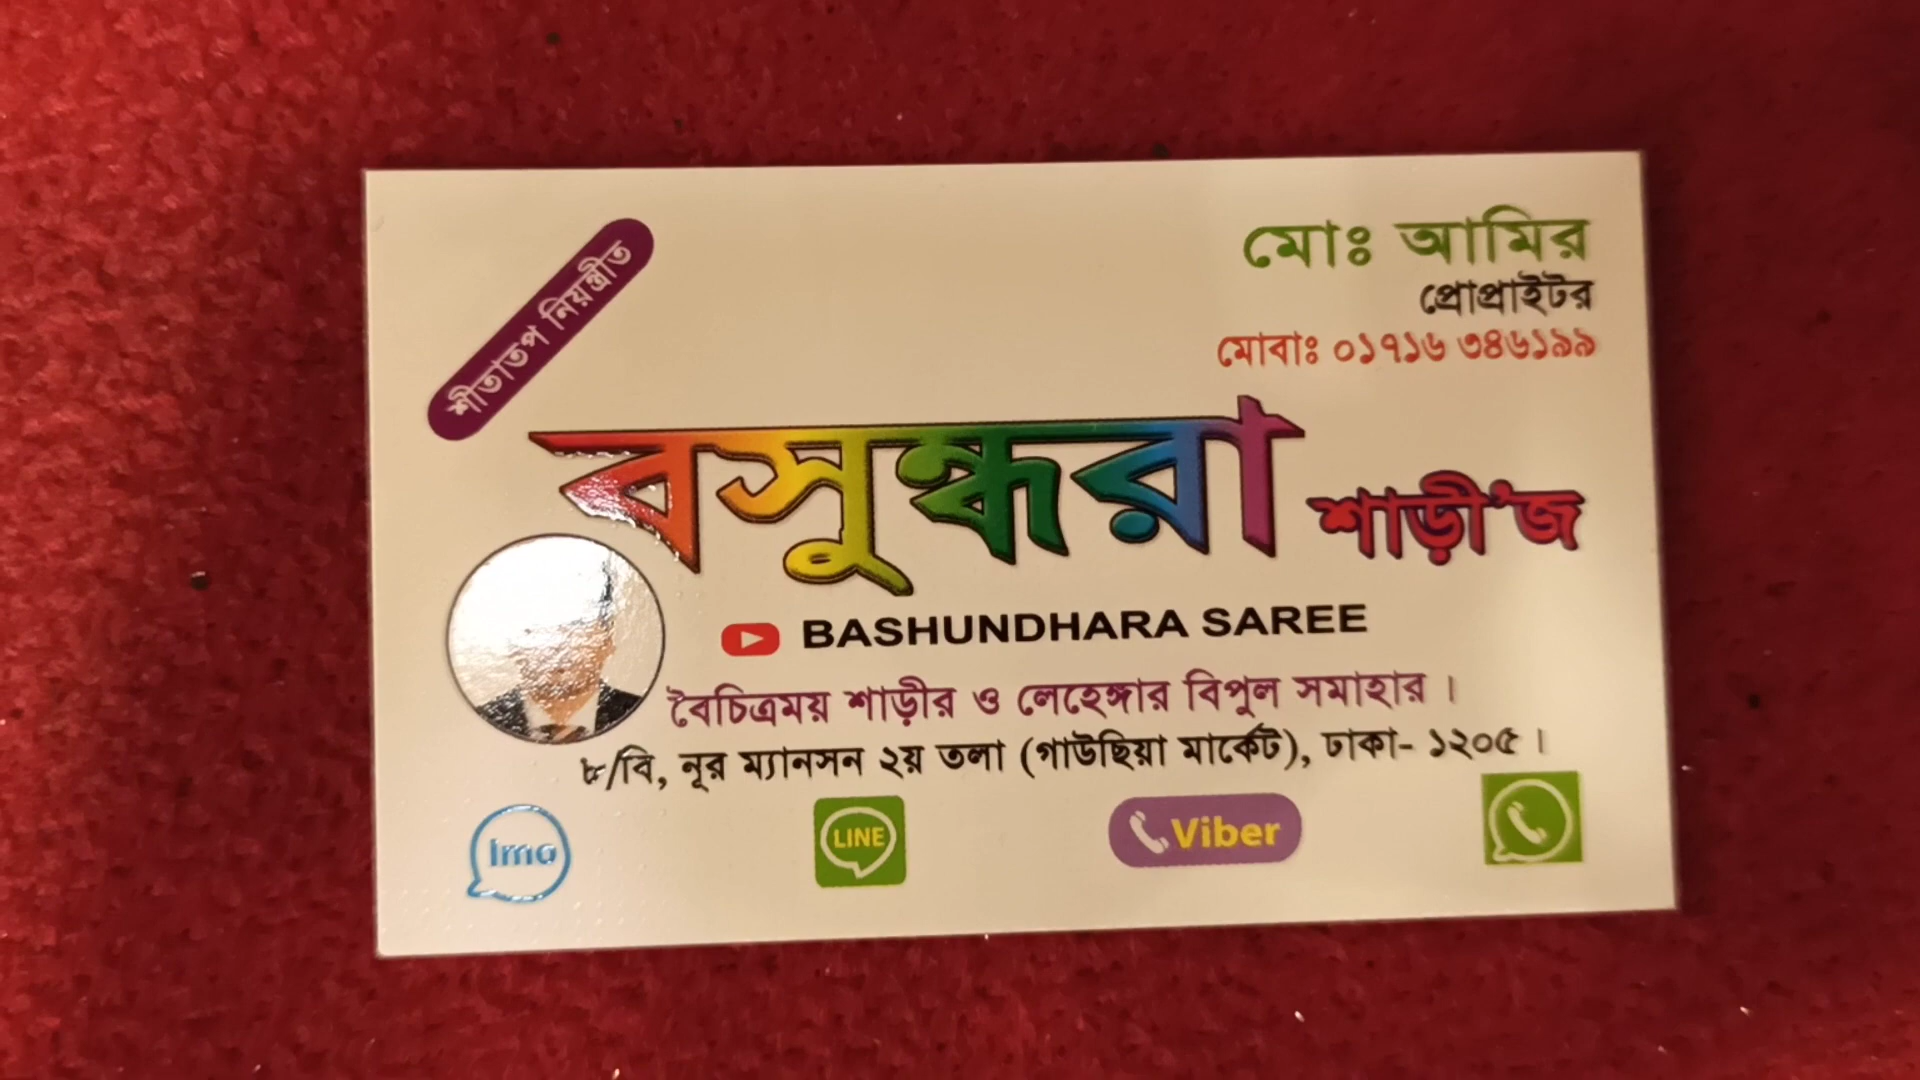 শীতাতপ নিয়ন্ত্রীত
মোঃ আমির
প্রোপ্রাইটর
মোবাঃ ০১৭১৬ ৩৪৬১৯৯
বসুন্ধরা শাড়ী'জ
BASHUNDHARA SAREE
বৈচিত্রময় শাড়ীর ও লেহেঙ্গার বিপুল সমাহার ।
৮/বি, নূর ম্যানসন ২য় তলা (গাউছিয়া মার্কেট), ঢাকা- ১২০৫ ।
imo LINE Viber